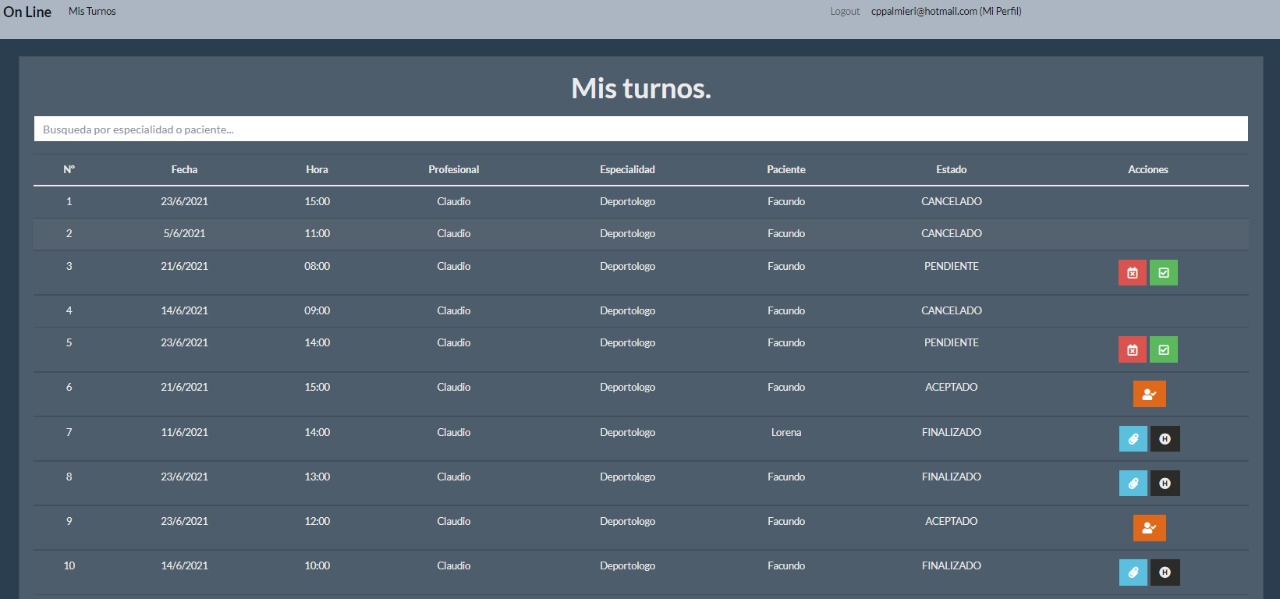 On Line Mis Turnos Logout cppalmieri@hotmail.com (Mi Perfil)
Mis turnos.
Busqueda por especialidad o paciente...
Nº Fecha Hora Profesional Especialidad Paciente Estado Acciones
1 23/6/2021 15:00 Claudio Deportologo Facundo CANCELADO
2 5/6/2021 11:00 Claudio Deportologo Facundo CANCELADO
3 21/6/2021 08:00 Claudio Deportologo Facundo PENDIENTE
4 14/6/2021 09:00 Claudio Deportologo Facundo CANCELADO
5 23/6/2021 14:00 Claudio Deportologo Facundo PENDIENTE
6 21/6/2021 15:00 Claudio Deportologo Facundo ACEPTADO
7 11/6/2021 14:00 Claudio Deportologo Lorena FINALIZADO H
8 23/6/2021 13:00 Claudio Deportologo Facundo FINALIZADO H
9 23/6/2021 12:00 Claudio Deportologo Facundo ACEPTADO
10 14/6/2021 10:00 Claudio Deportologo Facundo FINALIZADO H